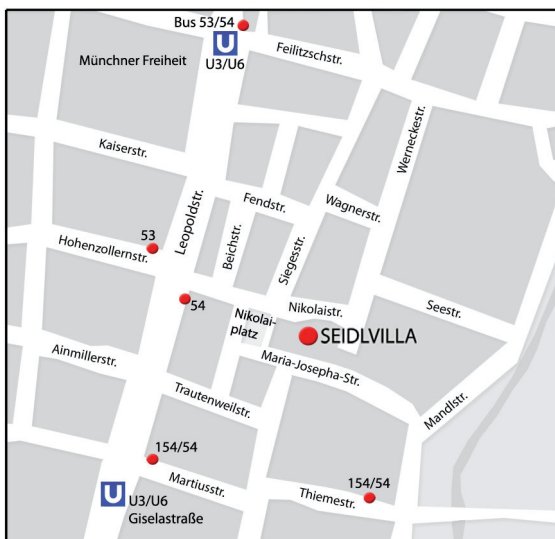 Bus 53/54
U
U3/U6
Münchner Freiheit
Feilitzschstr.
Kaiserstr.
Werneckestr.
Leopoldstr.
Fendstr.
Wagnerstr.
53
Hohenzollernstr.
Beichstr.
Siegesstr.
54
Nikolaistr.
Seestr.
Nikolai-
platz
SEIDLVILLA
Ainmillerstr.
Maria-Josepha-Str.
Trautenweilstr.
Mandlstr.
154/54
Martiusstr.
154/54
Thiemestr.
U
U3/U6
Giselastraße